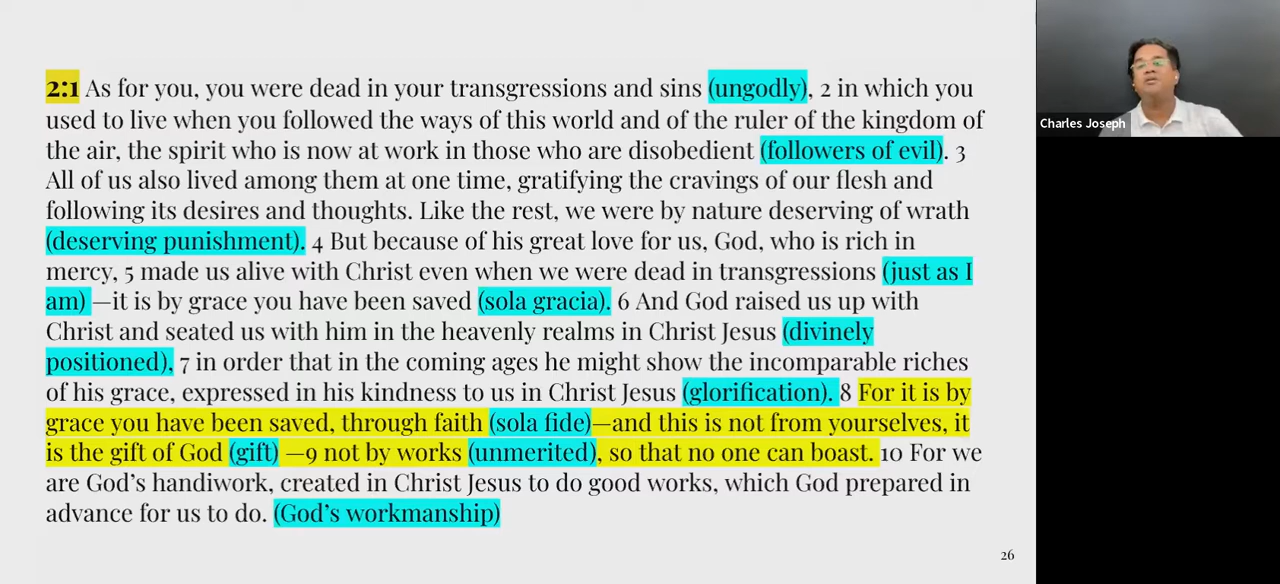 2:1 As for you, you were dead in your transgressions and sins (ungodly), 2 in which you
used to live when you followed the ways of this world and of the ruler of the kingdom of
the air, the spirit who is now at work in those who are disobedient (followers of evil). 3
All of us also lived among them at one time, gratifying the cravings of our flesh and
following its desires and thoughts. Like the rest, we were by nature deserving of wrath
(deserving punishment). 4 But because of his great love for us, God, who is rich in
mercy, 5 made us alive with Christ even when we were dead in transgressions (just as I
am) —it is by grace you have been saved (sola gracia). 6 And God raised us up with
Christ and seated us with him in the heavenly realms in Christ Jesus (divinely
positioned), 7 in order that in the coming ages he might show the incomparable riches
of his grace, expressed in his kindness to us in Christ Jesus (glorification). 8 For it is by
grace you have been saved, through faith (sola fide)—and this is not from yourselves, it
is the gift of God (gift) —9 not by works (unmerited), so that no one can boast. 10 For we
are God’s handiwork, created in Christ Jesus to do good works, which God prepared in
advance for us to do. (God’s workmanship)
26
Charles Joseph